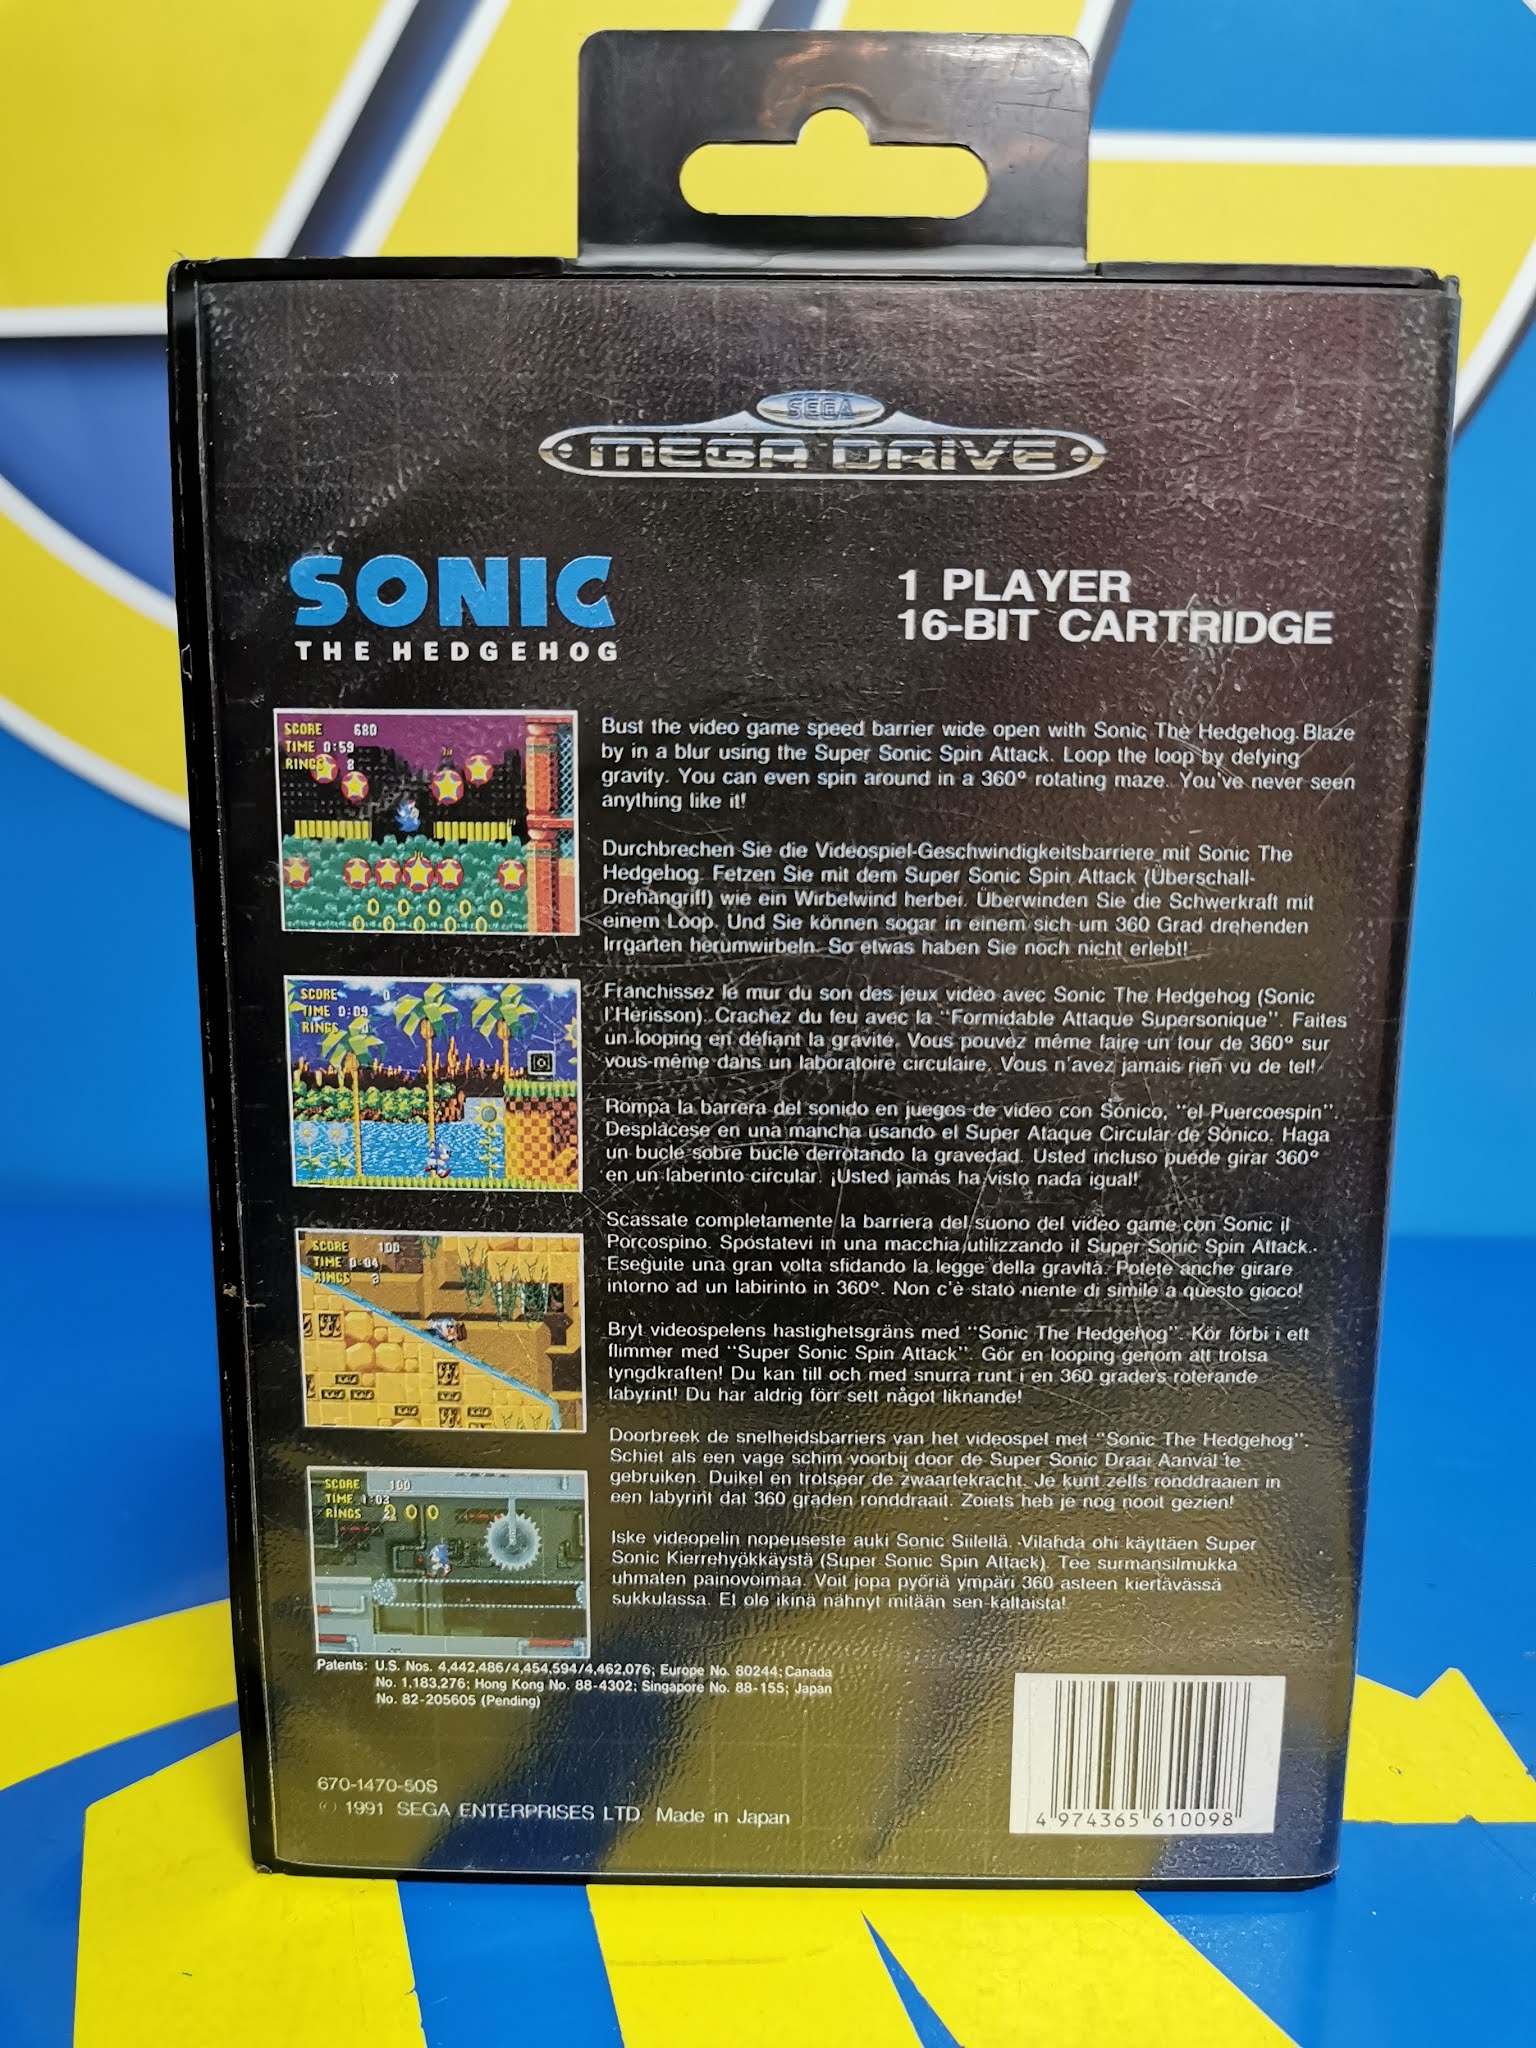 SEGA
MEGA DRIVE
SONIC
THE HEDGEHOG
1 PLAYER
16-BIT CARTRIDGE
SCORE 680
TIME 0:59
RINGS 8
Bust the video game speed barrier wide open with Sonic The Hedgehog. Blaze
by in a blur using the Super Sonic Spin Attack. Loop the loop by defying
gravity. You can even spin around in a 360° rotating maze. You've never seen
anything like it!
Durchbrechen Sie die Videospiel-Geschwindigkeitsbarriere mit Sonic The
Hedgehog. Fetzen Sie mit dem Super Sonic Spin Attack (Überschall-
Drehangriff) wie ein Wirbelwind herbei. Überwinden Sie die Schwerkraft mit
einem Loop. Und Sie können sogar in einem sich um 360 Grad drehenden
Irrgarten herumwirbeln. So etwas haben Sie noch nicht erlebt!
SCORE 0
TIME 0:09
RINGS 0
Franchissez le mur du son des jeux vidéo avec Sonic The Hedgehog (Sonic
l'Hérisson). Crachez du feu avec la "Formidable Attaque Supersonique". Faites
un looping en défiant la gravité. Vous pouvez même faire un tour de 360° sur
vous-même dans un laboratoire circulaire. Vous n'avez jamais rien vu de tel!
Rompa la barrera del sonido en juegos de video con Sónico, "el Puercoespin".
Desplácese en una mancha usando el Super Ataque Circular de Sónico. Haga
un bucle sobre bucle derrotando la gravedad. Usted incluso puede girar 360°
en un laberinto circular. ¡Usted jamás ha visto nada igual!
SCORE 100
TIME 0:04
RINGS 3
Scassate completamente la barriera del suono del video game con Sonic il
Porcospino. Spostatevi in una macchia utilizzando il Super Sonic Spin Attack.
Eseguite una gran volta sfidando la legge della gravità. Potete anche girare
intorno ad un labirinto in 360°. Non c'è stato niente di simile a questo gioco!
Bryt videospelens hastighetsgräns med "Sonic The Hedgehog". Kör förbi i ett
flimmer med "Super Sonic Spin Attack". Gör en looping genom att trotsa
tyngdkraften! Du kan till och med snurra runt i en 360 graders roterande
labyrint! Du har aldrig förr sett något liknande!
SCORE 100
TIME 1:03
RINGS 2
Doorbreek de snelheidsbarriers van het videospel met "Sonic The Hedgehog".
Schiet als een vage schim voorbij door de Super Sonic Draai Aanval te
gebruiken. Duikel en trotseer de zwaartekracht. Je kunt zelfs ronddraaien in
een labyrint dat 360 graden ronddraait. Zoiets heb je nog nooit gezien!
Iske videopelin nopeuseste auki Sonic Siilellä. Vilahda ohi käyttäen Super
Sonic Kierrehyökkäystä (Super Sonic Spin Attack). Tee surmansilmukka
uhmaten painovoimaa. Voit jopa pyöriä ympäri 360 asteen kiertävässä
sukkulassa. Et ole ikinä nähnyt mitään sen kaltaista!
Patents: U.S. Nos. 4,442,486/4,454,594/4,462,076; Europe No. 80244; Canada
No. 1,183,276; Hong Kong No. 88-4302; Singapore No. 88-155; Japan
No. 82-205605 (Pending)
670-1470-50S
© 1991 SEGA ENTERPRISES LTD. Made in Japan
4 974365 610098